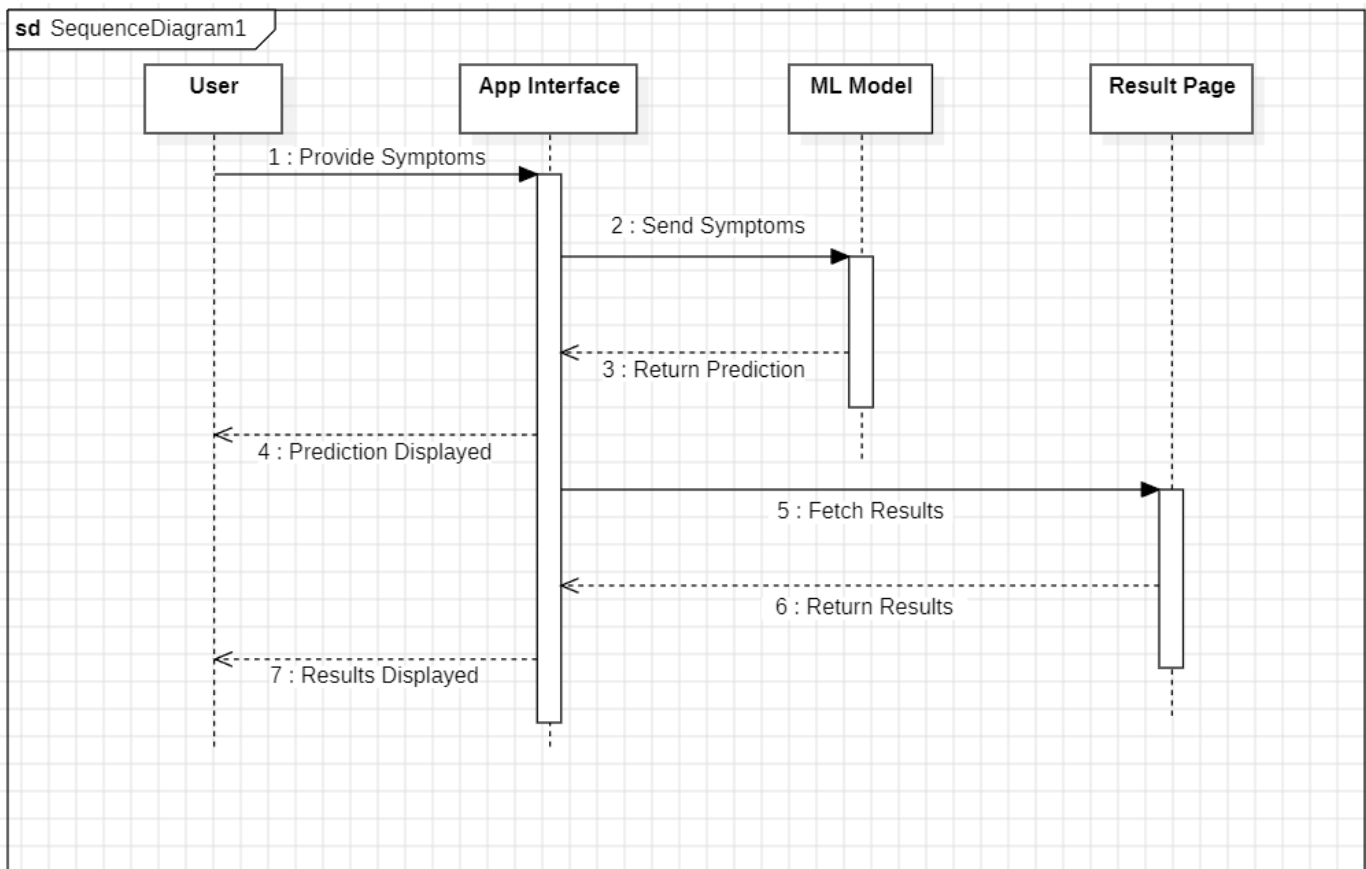 sd SequenceDiagram1
User
App Interface
ML Model
Result Page
1 : Provide Symptoms
2 : Send Symptoms
3 : Return Prediction
4 : Prediction Displayed
5 : Fetch Results
6 : Return Results
7 : Results Displayed